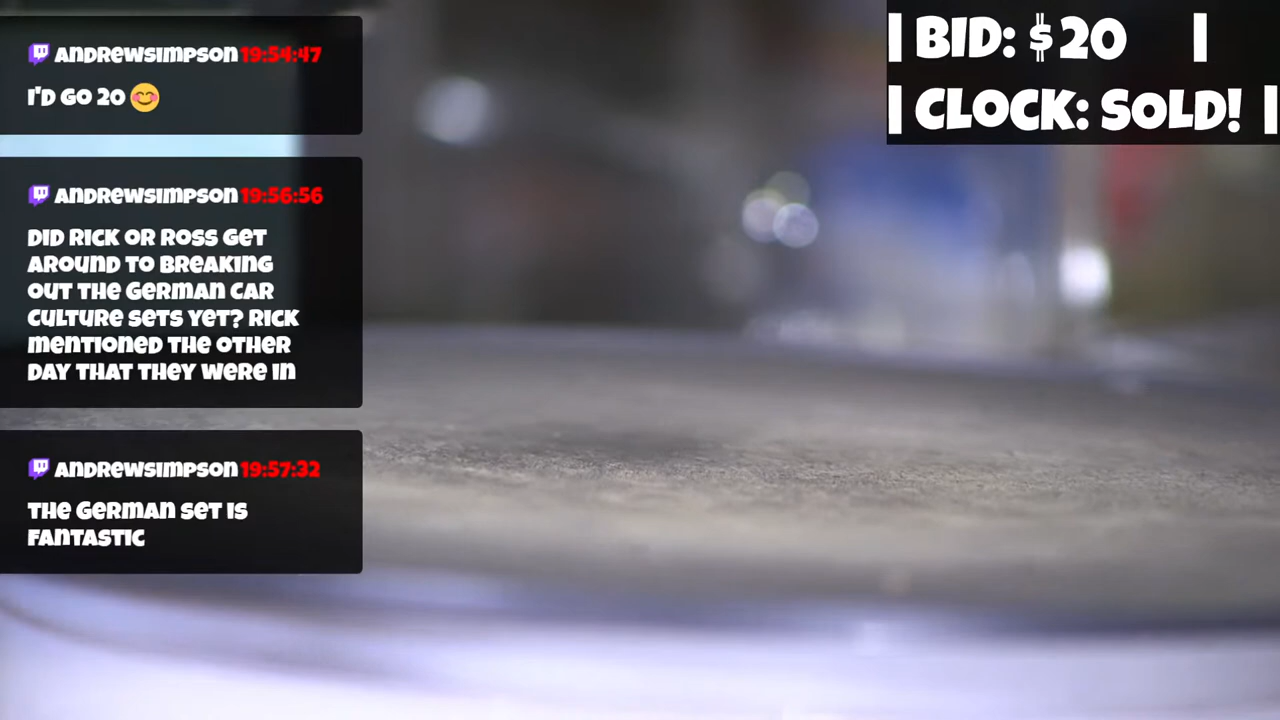 ANDREWSIMPSON 19:54:47
I'D GO 20 😊
ANDREWSIMPSON 19:56:56
DID RICK OR ROSS GET
AROUND TO BREAKING
OUT THE GERMAN CAR
CULTURE SETS YET? RICK
MENTIONED THE OTHER
DAY THAT THEY WERE IN
ANDREWSIMPSON 19:57:32
THE GERMAN SET IS
FANTASTIC
| BID: $20 |
| CLOCK: SOLD! |